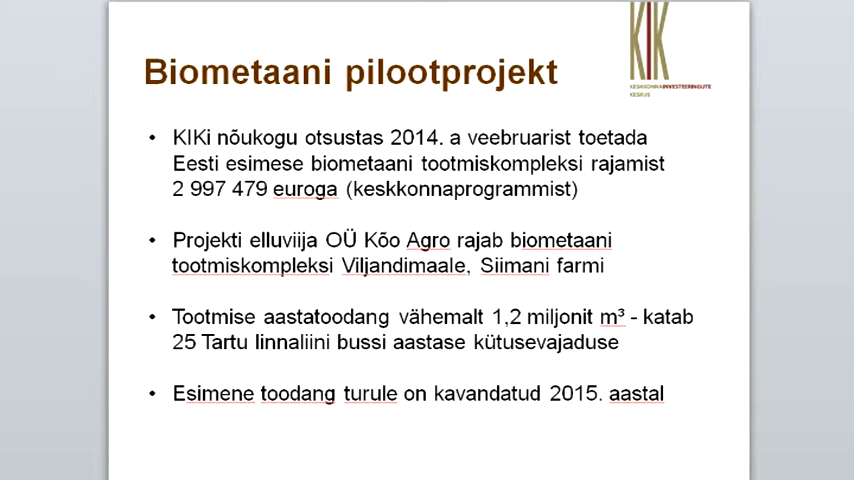 Biometaani pilootprojekt
KIK
KESKKONNAINVESTEERINGUTE
KESKUS
• KIKi nõukogu otsustas 2014. a veebruarist toetada
Eesti esimese biometaani tootmiskompleksi rajamist
2 997 479 euroga (keskkonnaprogrammist)
• Projekti elluviija OÜ Kõo Agro rajab biometaani
tootmiskompleksi Viljandimaale, Siimani farmi
• Tootmise aastatoodang vähemalt 1,2 miljonit m³ - katab
25 Tartu linnaliini bussi aastase kütusevajaduse
• Esimene toodang turule on kavandatud 2015. aastal